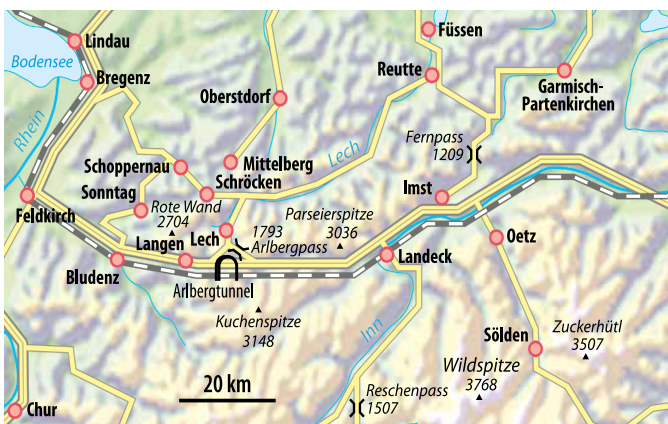 Füssen
Lindau
Bodensee
Reutte
Bregenz
Garmisch-
Partenkirchen
Oberstdorf
Rhein
Fernpass
1209
Lech
Schoppernau
Mittelberg
Schröcken
Sonntag
Imst
Rote Wand
2704
Feldkirch
1793
Arlbergpass
Parseierspitze
3036
Lech
Oetz
Langen
Landeck
Bludenz
Arlbergtunnel
Kuchenspitze
3148
Inn
Zuckerhütl
3507
Sölden
Wildspitze
3768
20 km
Reschenpass
1507
Chur